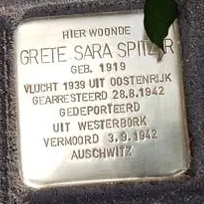 HIER WOONDE
GRETE SARA SPITZER
GEB. 1919
VLUCHT 1939 UIT OOSTENRIJK
GEARRESTEERD 28.8.1942
GEDEPORTEERD
UIT WESTERBORK
VERMOORD 3.9.1942
AUSCHWITZ